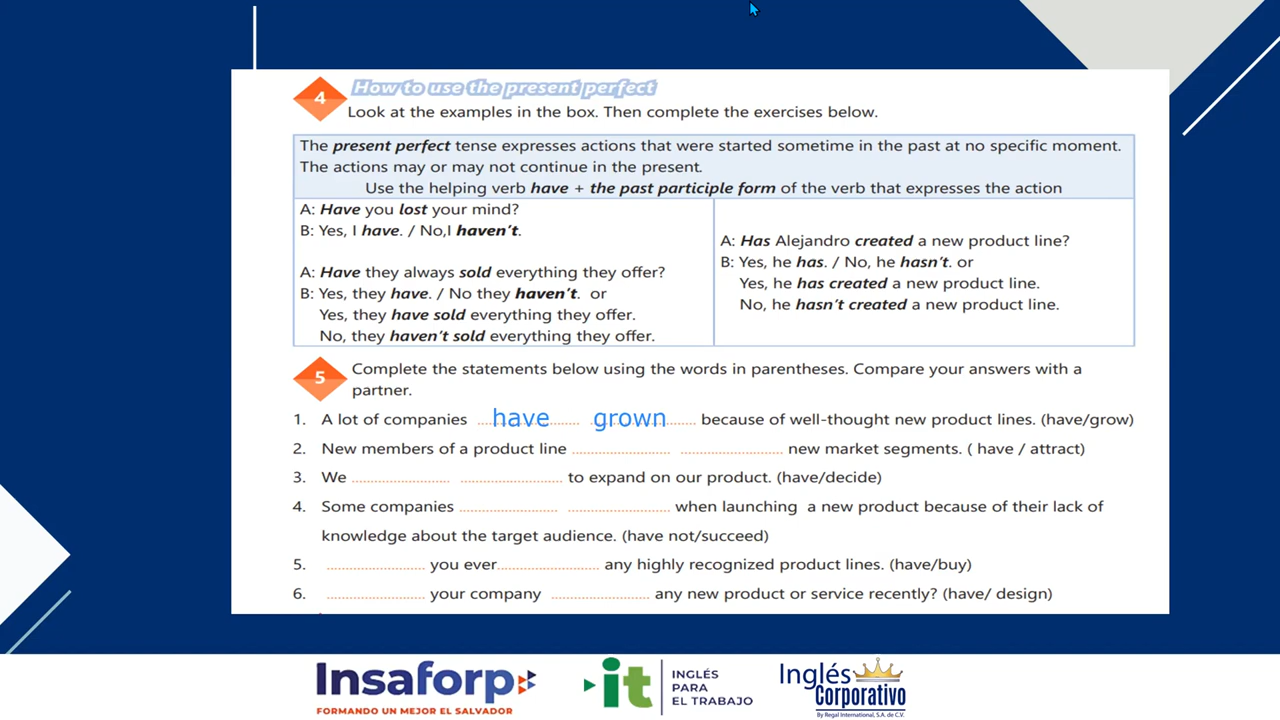 4 How to use the present perfect
Look at the examples in the box. Then complete the exercises below.
The present perfect tense expresses actions that were started sometime in the past at no specific moment.
The actions may or may not continue in the present.
Use the helping verb have + the past participle form of the verb that expresses the action
A: Have you lost your mind?
B: Yes, I have. / No,I haven't.
A: Have they always sold everything they offer?
B: Yes, they have. / No they haven't. or
Yes, they have sold everything they offer.
No, they haven't sold everything they offer.
A: Has Alejandro created a new product line?
B: Yes, he has. / No, he hasn't. or
Yes, he has created a new product line.
No, he hasn't created a new product line.
5 Complete the statements below using the words in parentheses. Compare your answers with a
partner.
1. A lot of companies have grown because of well-thought new product lines. (have/grow)
2. New members of a product line .................... .................... new market segments. ( have / attract)
3. We .................... .................... to expand on our product. (have/decide)
4. Some companies .................... .................... when launching a new product because of their lack of
knowledge about the target audience. (have not/succeed)
5. .................... you ever.................... any highly recognized product lines. (have/buy)
6. .................... your company .................... any new product or service recently? (have/ design)
Insaforp
FORMANDO UN MEJOR EL SALVADOR
it
INGLÉS
PARA
EL TRABAJO
Inglés
Corporativo
By Regal International, S.A. de C.V.